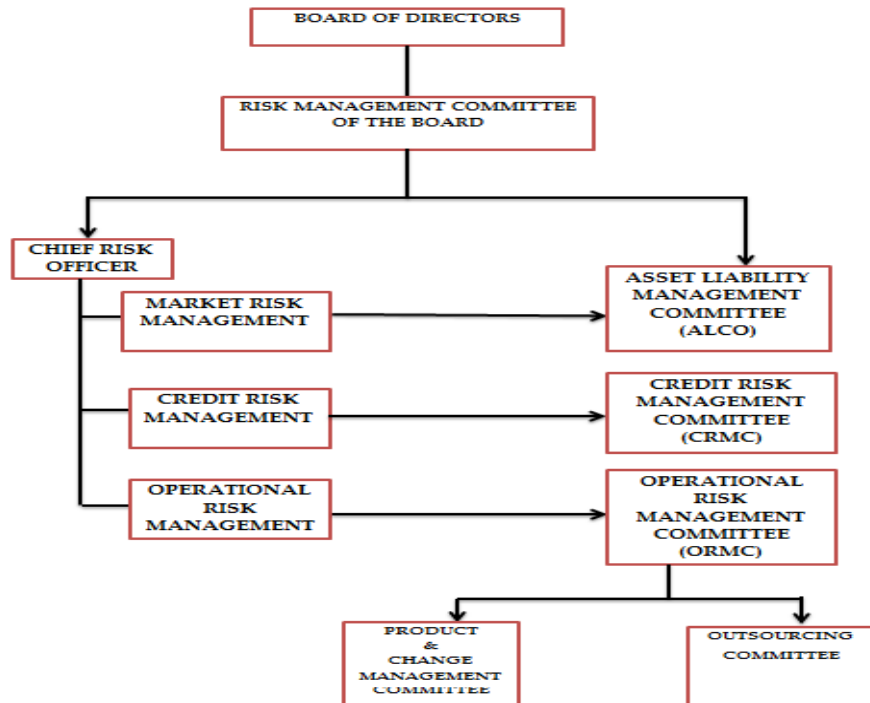 BOARD OF DIRECTORS
RISK MANAGEMENT COMMITTEE
OF THE BOARD
CHIEF RISK
OFFICER
MARKET RISK
MANAGEMENT
ASSET LIABILITY
MANAGEMENT
COMMITTEE
(ALCO)
CREDIT RISK
MANAGEMENT
CREDIT RISK
MANAGEMENT
COMMITTEE
(CRMC)
OPERATIONAL
RISK
MANAGEMENT
OPERATIONAL
RISK
MANAGEMENT
COMMITTEE
(ORMC)
PRODUCT
&
CHANGE
MANAGEMENT
COMMITTEE
OUTSOURCING
COMMITTEE